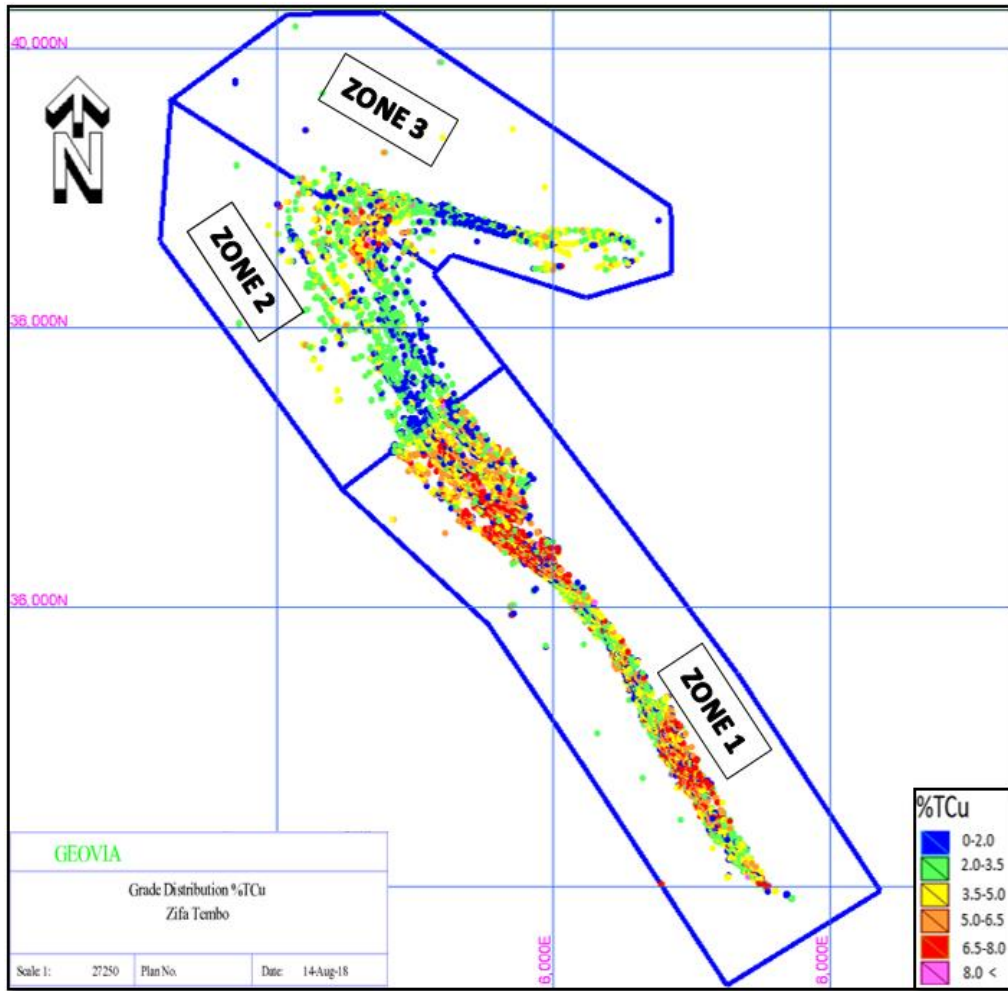 40,000N
ZONE 3
N
ZONE 2
38,000N
36,000N
ZONE 1
6,000E
8,000E
%TCu
0-2.0
2.0-3.5
3.5-5.0
5.0-6.5
6.5-8.0
8.0 <
GEOVIA
Grade Distribution %TCu
Zifa Tembo
Scale 1: 27250 Plan No. Date: 14-Aug-18